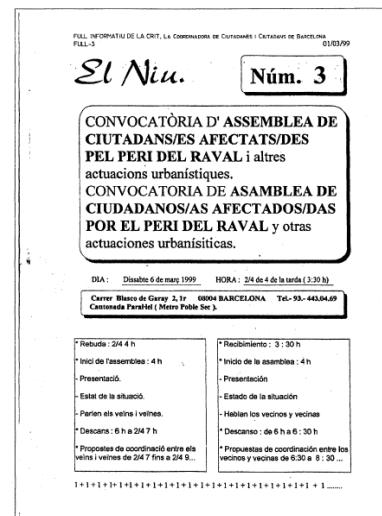 FULL INFORMATIU DE LA CRIT, LA COORDINADORA DE CIUTADANES I CIUTADANS DE BARCELONA
FULL-3 01/03/99
El Niu. Núm. 3
CONVOCATÒRIA D' ASSEMBLEA DE
CIUTADANS/ES AFECTATS/DES
PEL PERI DEL RAVAL i altres
actuacions urbanístiques.
CONVOCATORIA DE ASAMBLEA DE
CIUDADANOS/AS AFECTADOS/DAS
POR EL PERI DEL RAVAL y otras
actuaciones urbanísiticas.
DIA : Dissabte 6 de març 1999 HORA : 2/4 de 4 de la tarda ( 3:30 h)
Carrer Blasco de Garay 2, 1r 08004 BARCELONA Tel.- 93.- 443.04.69
Cantonada Paral·lel ( Metro Poble Sec ).
* Rebuda : 2/4 4 h
* Inici de l'assemblea : 4 h
- Presentació.
- Estat de la situació.
- Parlen els veïns i veïnes.
* Descans : 6 h a 2/4 7 h
* Propostes de coordinació entre els
veïns i veïnes de 2/4 7 fins a 2/4 9...
* Recibimiento : 3 : 30 h
* Inicio de la asamblea : 4 h
- Presentación
- Estado de la situación
- Hablan los vecinos y vecinas
* Descanso : de 6 h a 6 : 30 h
* Propuestas de coordinación entre los
vecinos y vecinas de 6:30 a 8 : 30 ...
1+1+1+1+1+1+1+1+1+1+1+1+1+1+1+1+1+1+1+1+1+1 + 1 ........